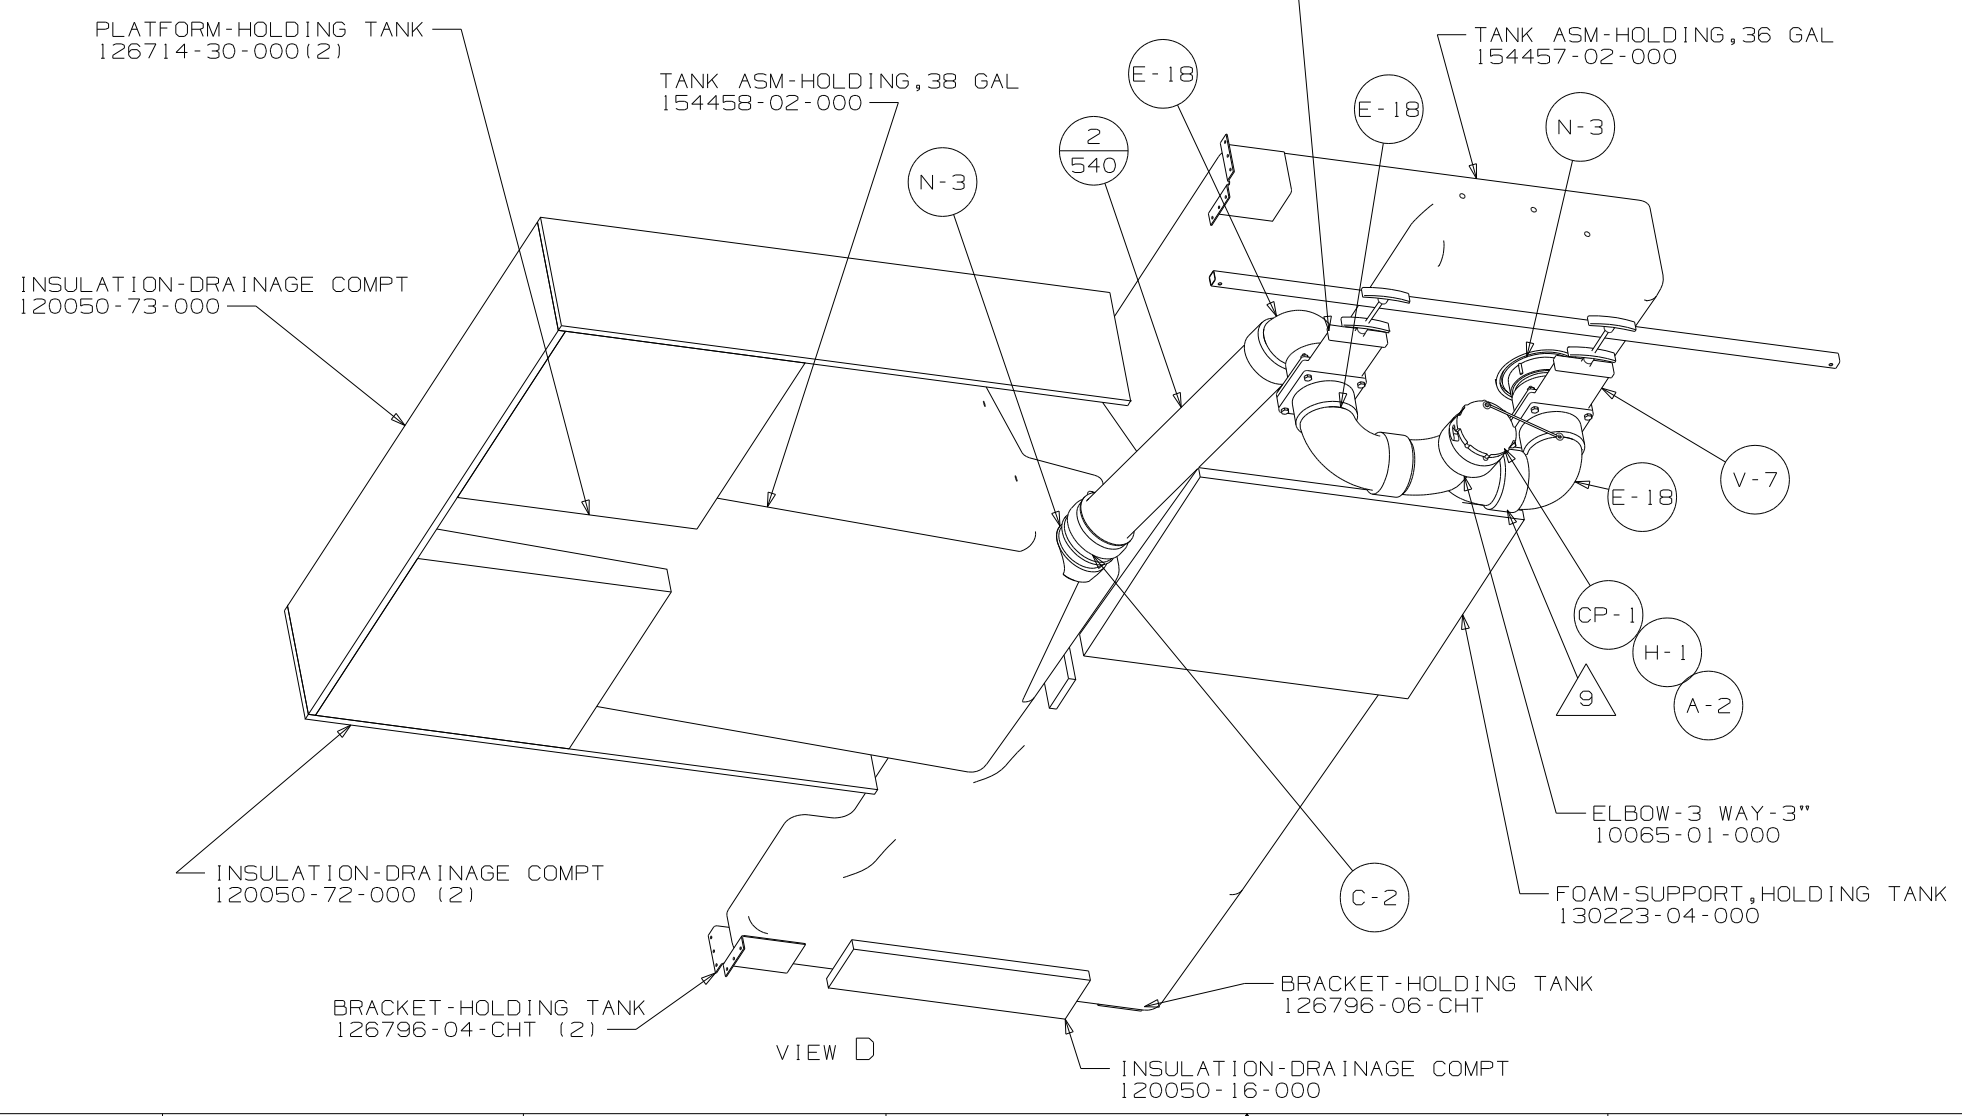 PLATFORM-HOLDING TANK
126714-30-000(2)
TANK ASM-HOLDING,38 GAL
154458-02-000
TANK ASM-HOLDING,36 GAL
154457-02-000
E-18
E-18
N-3
2
540
N-3
INSULATION-DRAINAGE COMPT
120050-73-000
V-7
E-18
CP-1
H-1
A-2
9
ELBOW-3 WAY-3"
10065-01-000
INSULATION-DRAINAGE COMPT
120050-72-000 (2)
C-2
FOAM-SUPPORT,HOLDING TANK
130223-04-000
BRACKET-HOLDING TANK
126796-04-CHT (2)
BRACKET-HOLDING TANK
126796-06-CHT
VIEW D
INSULATION-DRAINAGE COMPT
120050-16-000